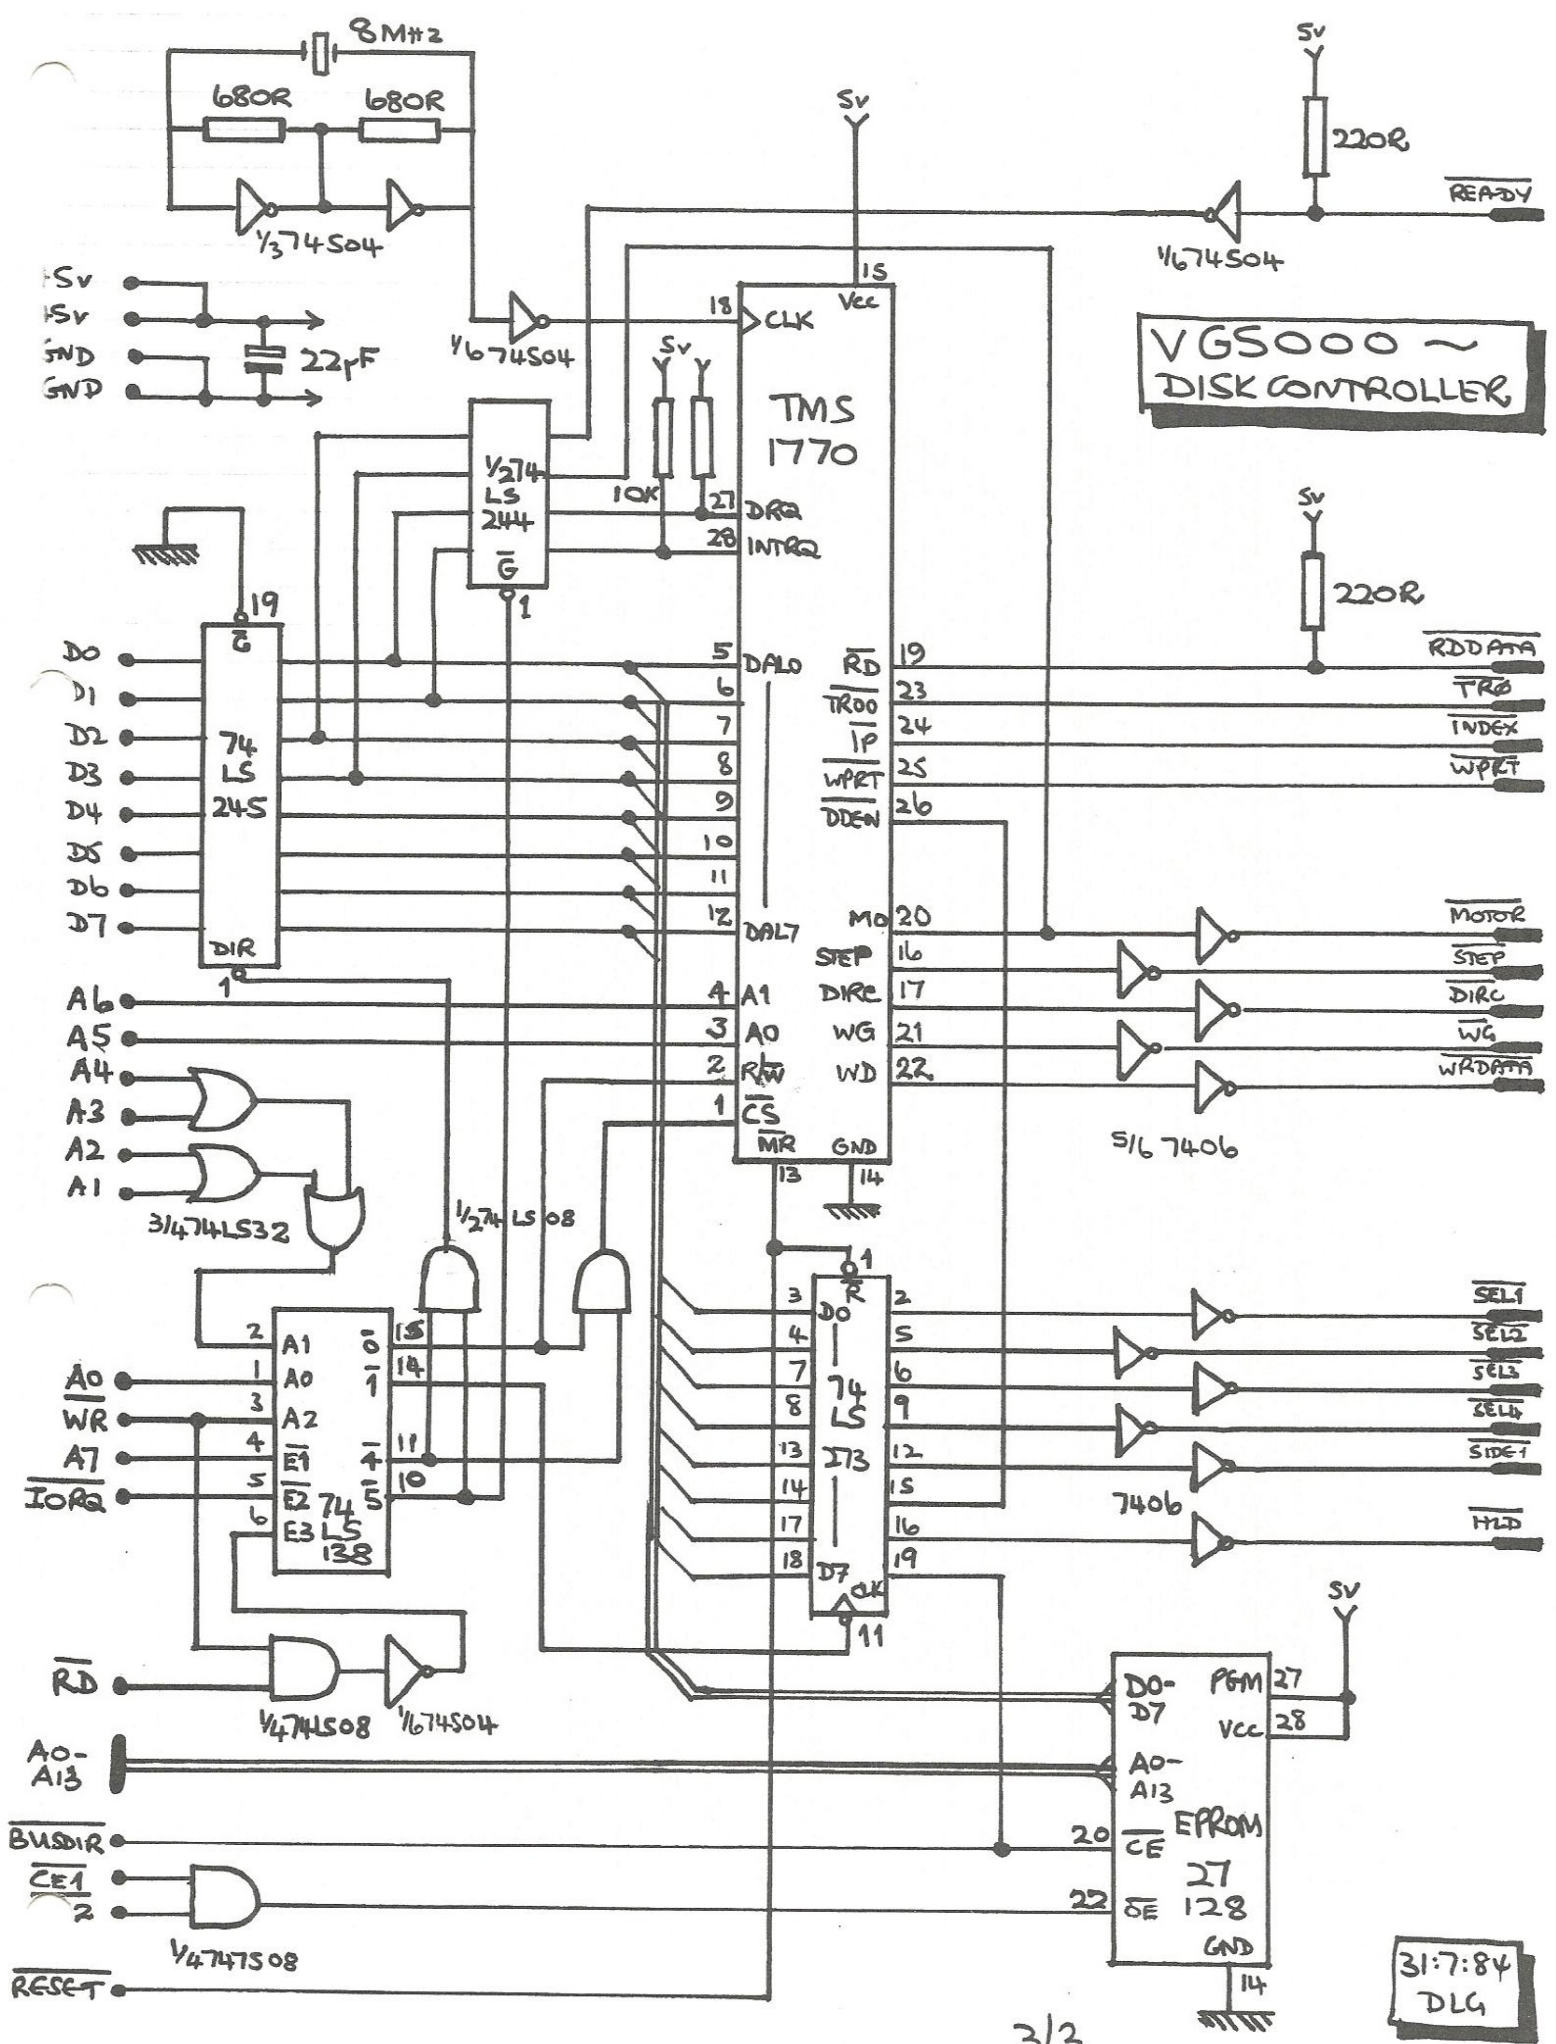 8MHz
680R
680R
1/3 74S04
5v
220R
READY
1/6 74S04
5v
5v
5v
GND
GND
22µF
1/6 74S04
18
CLK
15
Vcc
TMS
1770
VG5000 ~
DISK CONTROLLER
5v
10K
1/2 74
LS
244
G
1
27
DRQ
28
INTRQ
19
G
74
LS
245
DIR
1
D0
D1
D2
D3
D4
D5
D6
D7
5
DAL0
6
7
8
9
10
11
12
DAL7
5v
220R
RD
19
RDDATA
TR00
23
TRØ
IP
24
INDEX
WPRT
25
WPRT
DDEN
26
MO
20
MOTOR
STEP
16
STEP
DIRC
17
DIRC
WG
21
WG
WD
22
WRDATA
5/6 7406
A6
4
A1
A5
3
A0
A4
2
R/W
A3
1
CS
MR
GND
13
14
A2
A1
3/4 74LS32
1/2 74LS08
2
A1
0
15
A0
1
A0
1
14
WR
3
A2
A7
4
E1
4
11
IORQ
5
E2
5
10
6
E3
74
LS
138
1
R
3
D0
2
SEL1
4
5
SEL2
7
6
SEL3
8
9
SEL4
13
12
SIDE1
14
15
17
16
HLD
18
D7
19
74
LS
273
CLK
11
7406
RD
1/4 74LS08
1/6 74S04
A0-
A13
BUSDIR
CE1
2
1/4 747S08
RESET
5v
D0-
D7
PGM
27
Vcc
28
A0-
A13
20
CE
EPROM
27
128
22
OE
GND
14
31:7:84
DLG